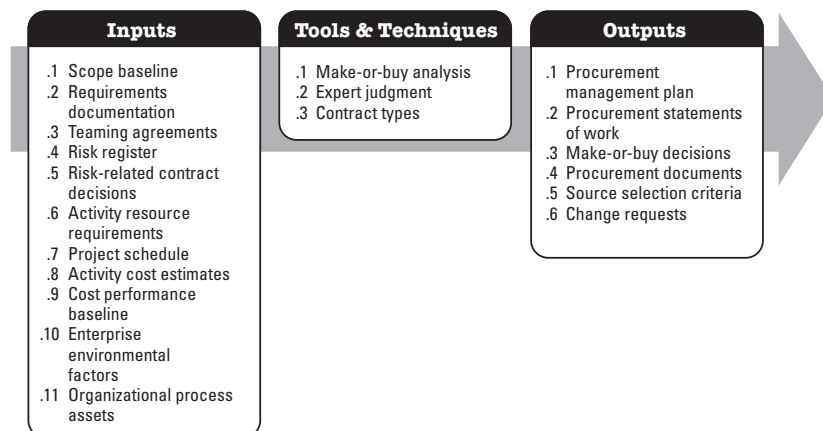 Inputs
.1 Scope baseline
.2 Requirements
documentation
.3 Teaming agreements
.4 Risk register
.5 Risk-related contract
decisions
.6 Activity resource
requirements
.7 Project schedule
.8 Activity cost estimates
.9 Cost performance
baseline
.10 Enterprise
environmental
factors
.11 Organizational process
assets
Tools & Techniques
.1 Make-or-buy analysis
.2 Expert judgment
.3 Contract types
Outputs
.1 Procurement
management plan
.2 Procurement statements
of work
.3 Make-or-buy decisions
.4 Procurement documents
.5 Source selection criteria
.6 Change requests